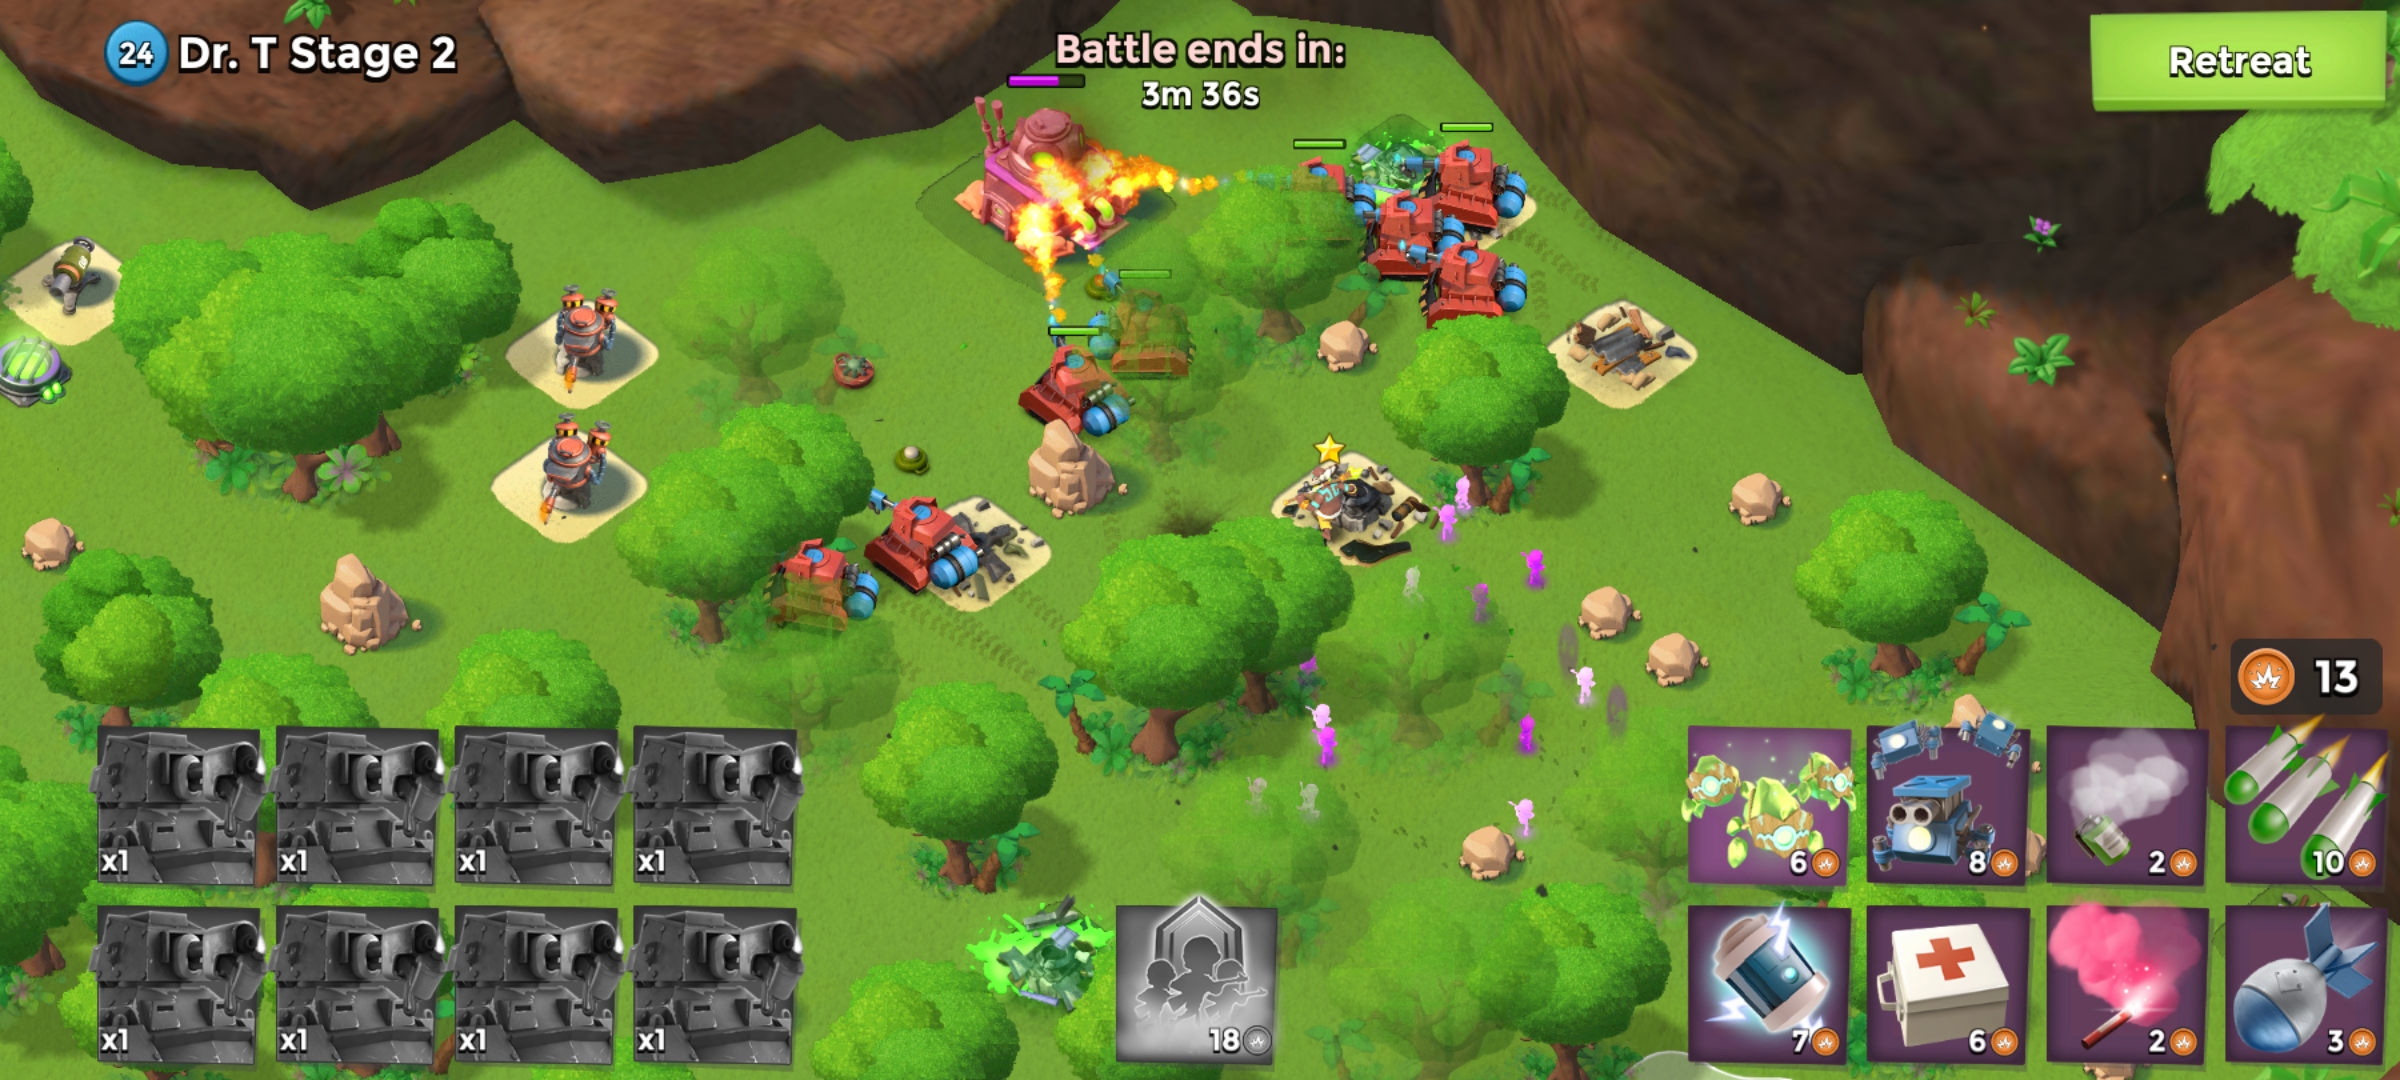 24 Dr. T Stage 2
Battle ends in:
3m 36s
Retreat
13
x1 x1 x1 x1
6 8 2 10
x1 x1 x1 x1
18
7 6 2 3